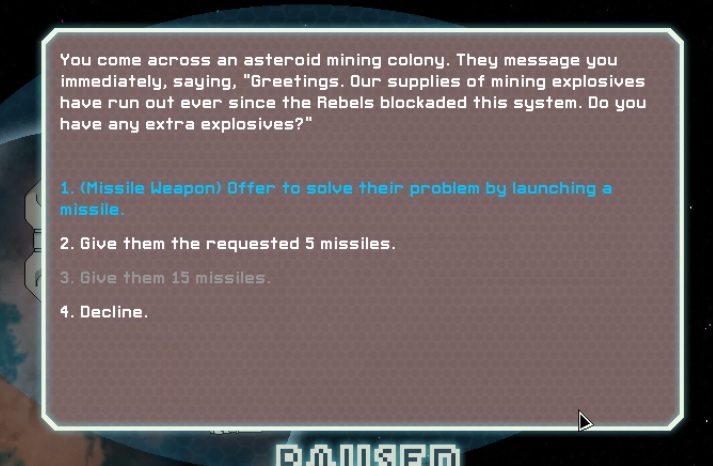 You come across an asteroid mining colony. They message you
immediately, saying, "Greetings. Our supplies of mining explosives
have run out ever since the Rebels blockaded this system. Do you
have any extra explosives?"
1. (Missile Weapon) Offer to solve their problem by launching a
missile.
2. Give them the requested 5 missiles.
3. Give them 15 missiles.
4. Decline.
PAUSED